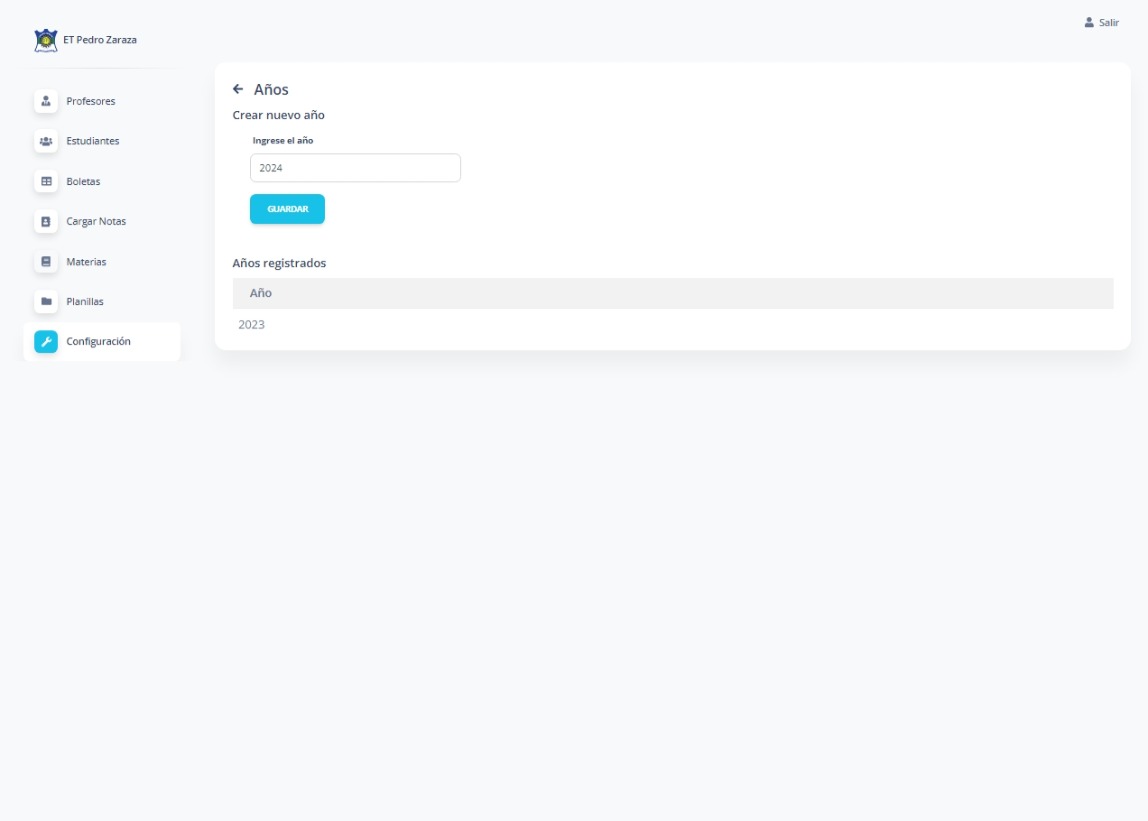 Salir
ET Pedro Zaraza
Profesores
Estudiantes
Boletas
Cargar Notas
Materias
Planillas
Configuración
Años
Crear nuevo año
Ingrese el año
2024
GUARDAR
Años registrados
Año
2023